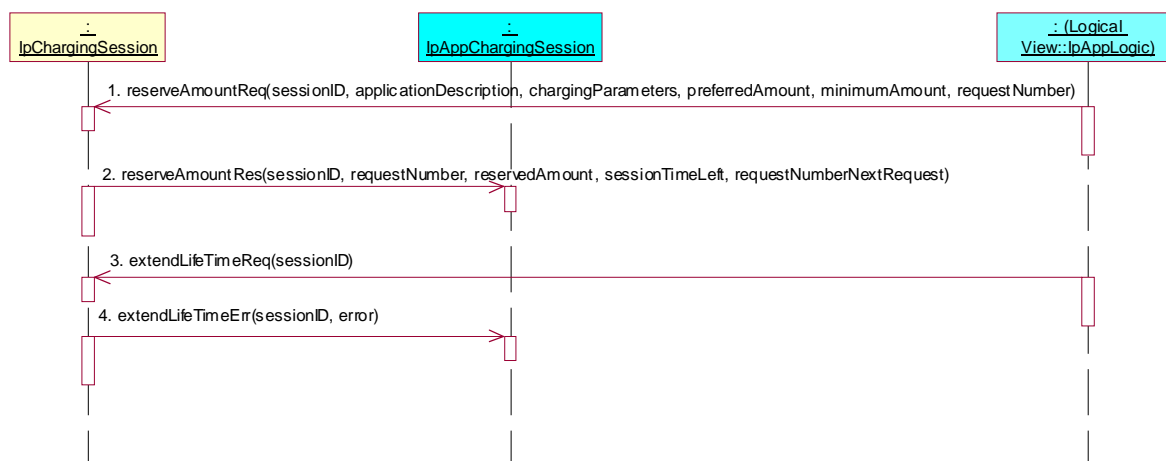 :
IpChargingSession
:
IpAppChargingSession
: (Logical
View::IpAppLogic)
1. reserveAmountReq(sessionID, applicationDescription, chargingParameters, preferredAmount, minimumAmount, requestNumber)
2. reserveAmountRes(sessionID, requestNumber, reservedAmount, sessionTimeLeft, requestNumberNextRequest)
3. extendLifeTimeReq(sessionID)
4. extendLifeTimeErr(sessionID, error)